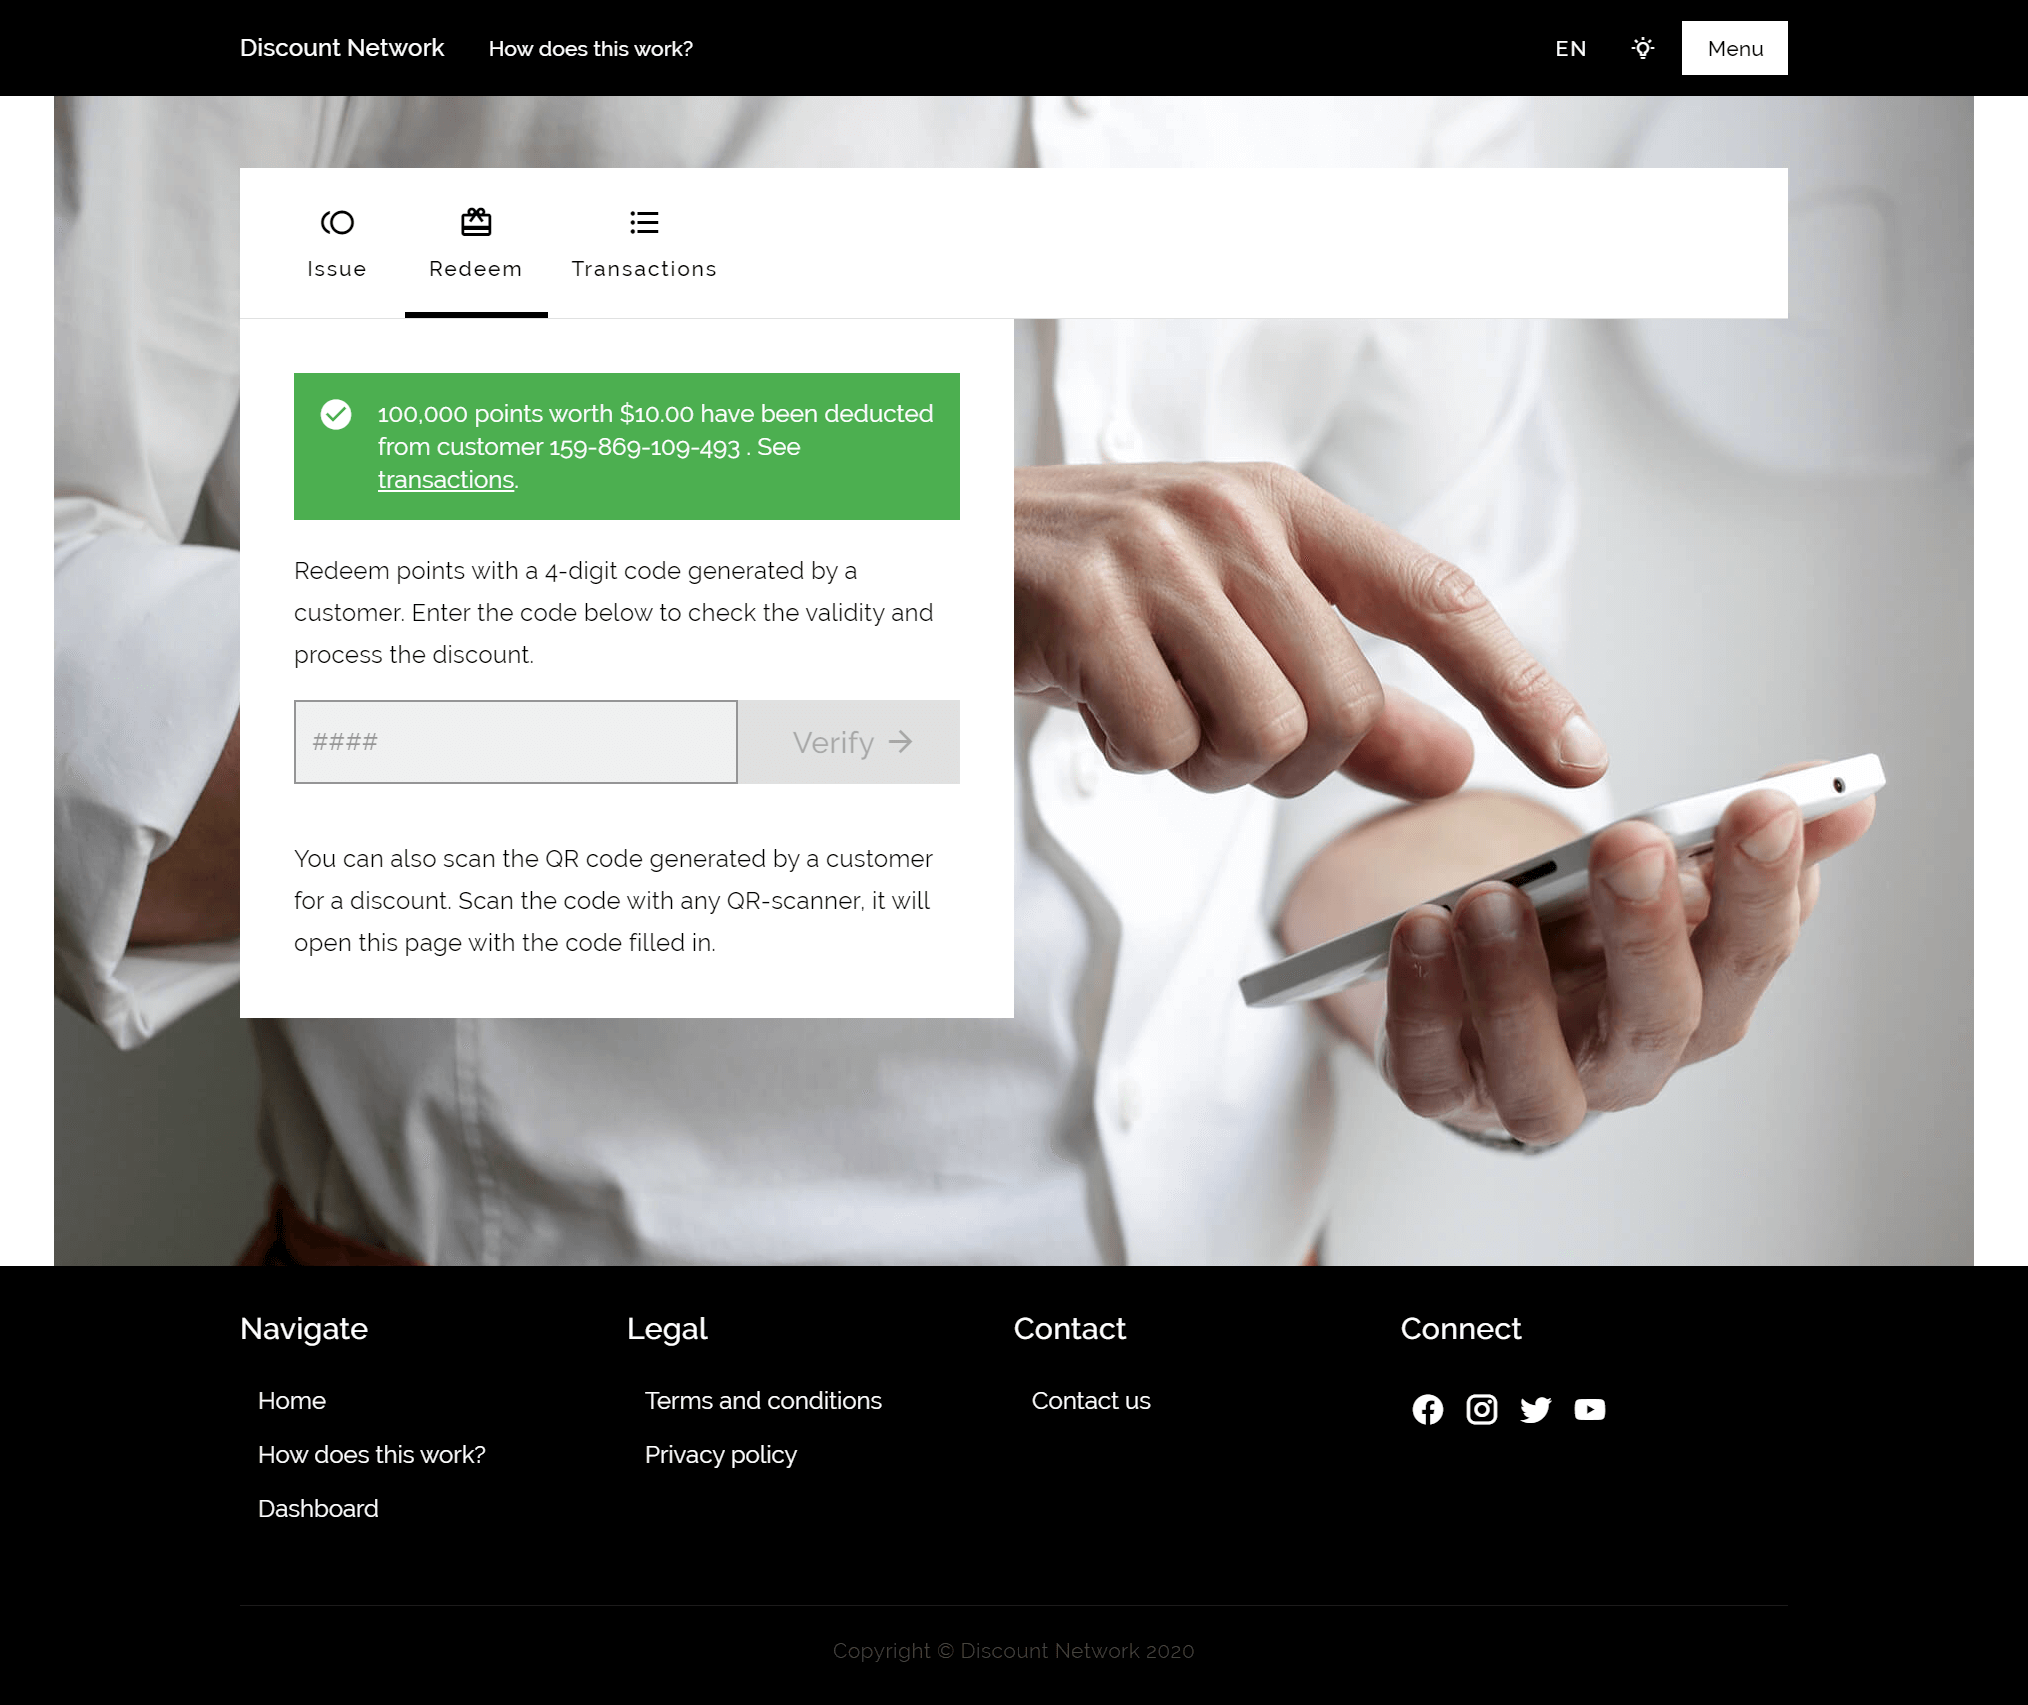 Discount Network
How does this work?
EN
Menu
Issue
Redeem
Transactions
100,000 points worth $10.00 have been deducted
from customer 159-869-109-493 . See
transactions.
Redeem points with a 4-digit code generated by a
customer. Enter the code below to check the validity and
process the discount.
####
Verify
You can also scan the QR code generated by a customer
for a discount. Scan the code with any QR-scanner, it will
open this page with the code filled in.
Navigate
Home
How does this work?
Dashboard
Legal
Terms and conditions
Privacy policy
Contact
Contact us
Connect
Copyright © Discount Network 2020